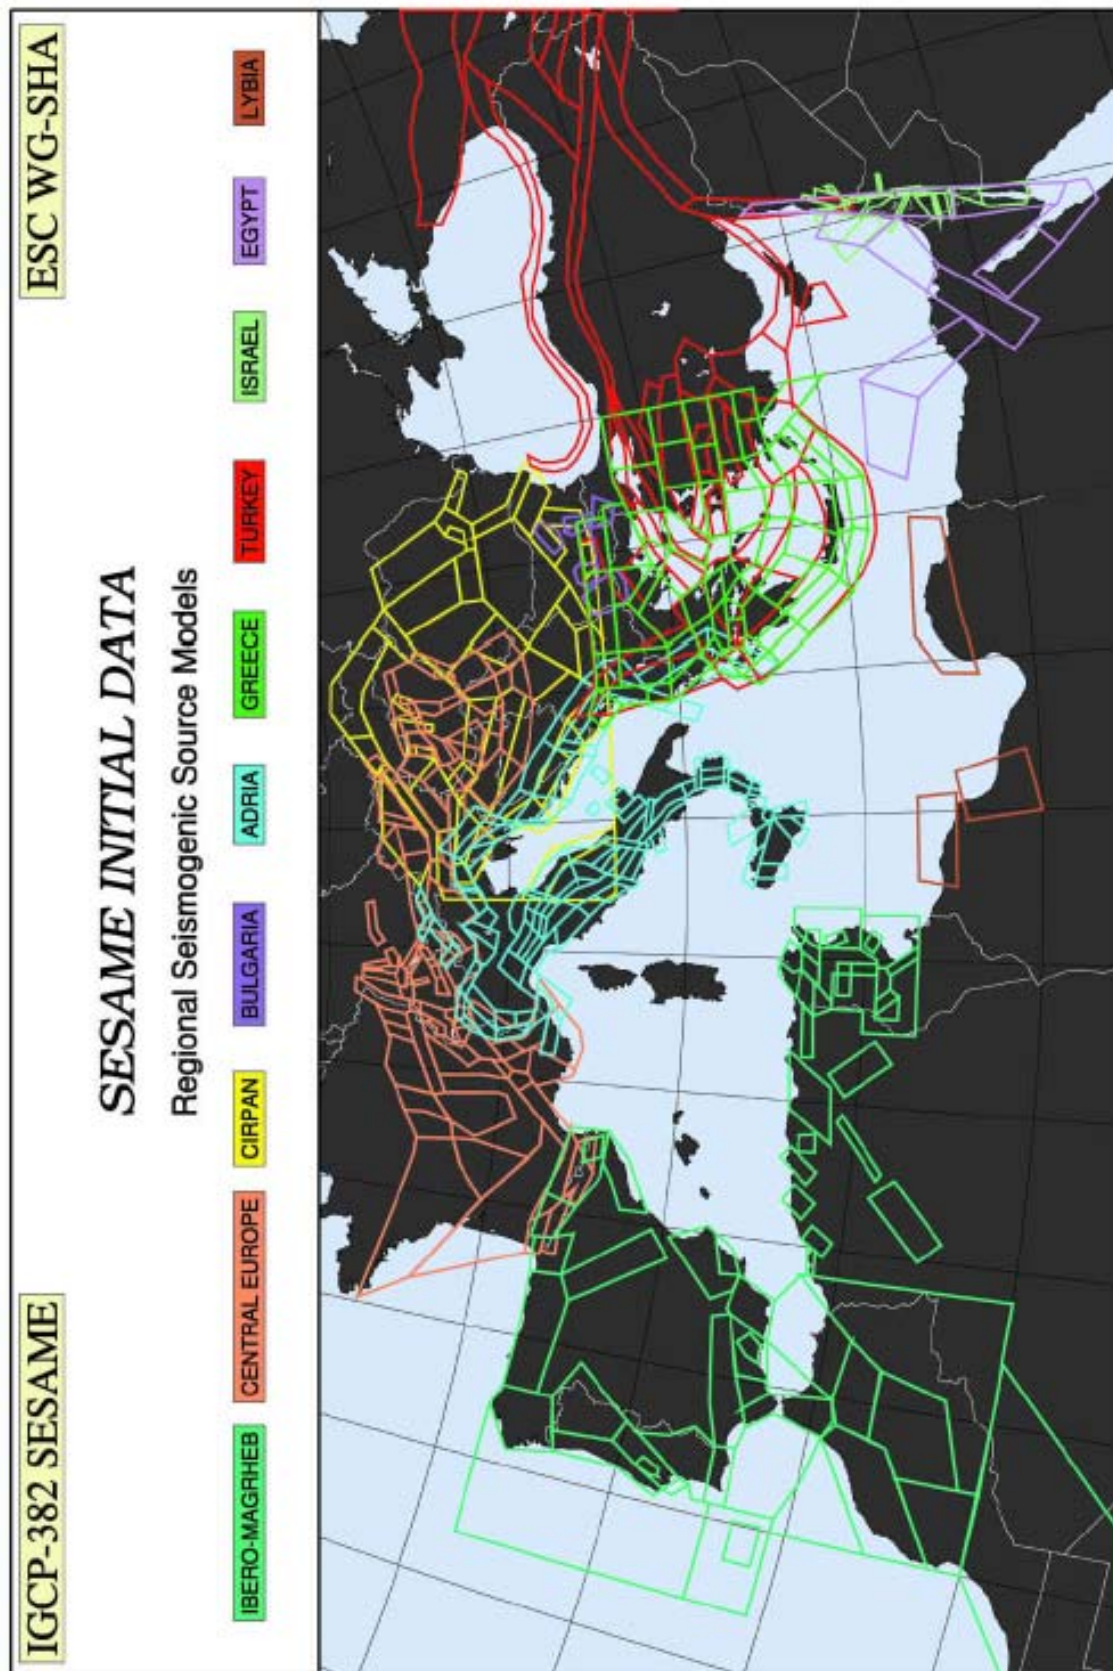 IGCP-382 SESAME
ESC WG-SHA
SESAME INITIAL DATA
Regional Seismogenic Source Models
IBERO-MAGRHEB
CENTRAL EUROPE
CIRPAN
BULGARIA
ADRIA
GREECE
TURKEY
ISRAEL
EGYPT
LYBIA